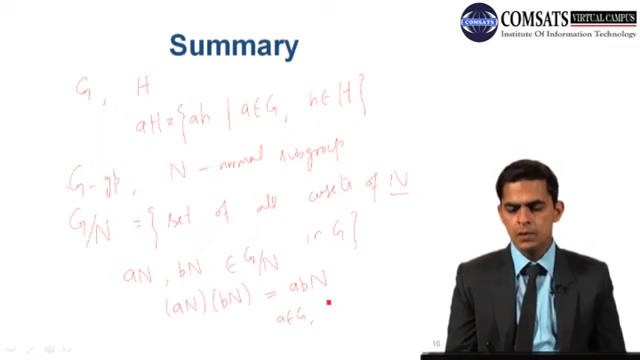 COMSATS VIRTUAL CAMPUS
Institute Of Information Technology
Summary
G, H
aH = {ah | a∈G, h∈H}
G - gp, N - normal subgroup
G/N = {set of all cosets of N
in G}
aN, bN ∈ G/N
(aN)(bN) = abN
a∈G,
16